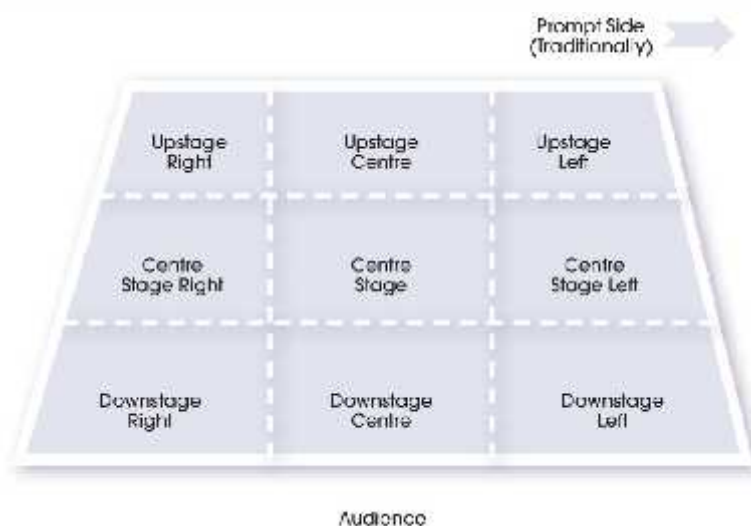 Prompt Side
(Traditionally)
Upstage
Right
Upstage
Centre
Upstage
Left
Centre
Stage Right
Centre
Stage
Centre
Stage Left
Downstage
Right
Downstage
Centre
Downstage
Left
Audience